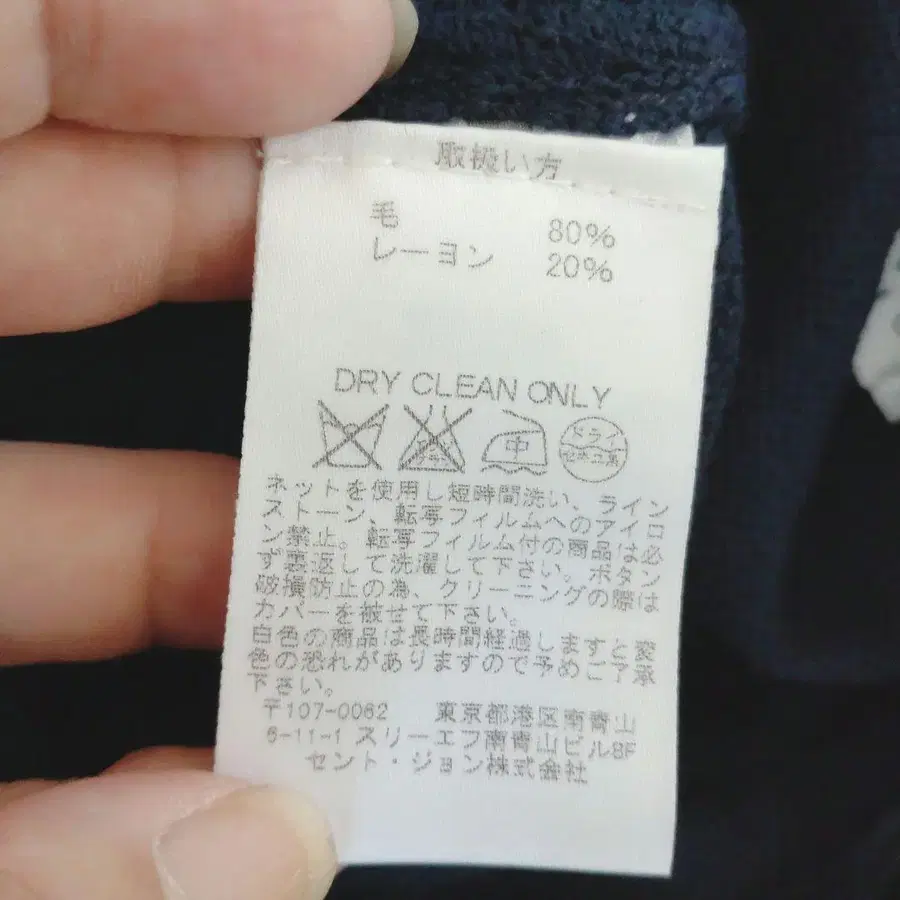 取扱い方
毛 80%
レーヨン 20%
DRY CLEAN ONLY
中 ドライ
ネットを使用し短時間洗い、ライン
ストーン、転写フィルムへのアイロ
ン禁止。転写フィルム付の商品は必
ず裏返して洗濯して下さい。ボタン
破損防止の為、クリーニングの際は
カバーを被せて下さい。
白色の商品は長時間経過しますと変
色の恐れがありますので予めご了承
下さい。
〒107-0062 東京都港区南青山
6-11-1 スリーエフ南青山ビル8F
セント・ジョン株式会社